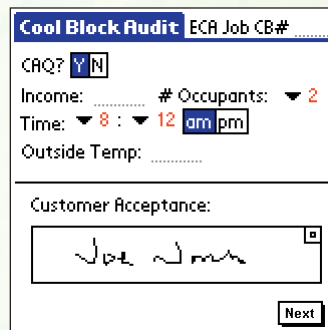 Cool Block Audit ECA Job CB#
CAQ? Y N
Income: # Occupants: 2
Time: 8 : 12 am pm
Outside Temp:
Customer Acceptance:
Joe
Next